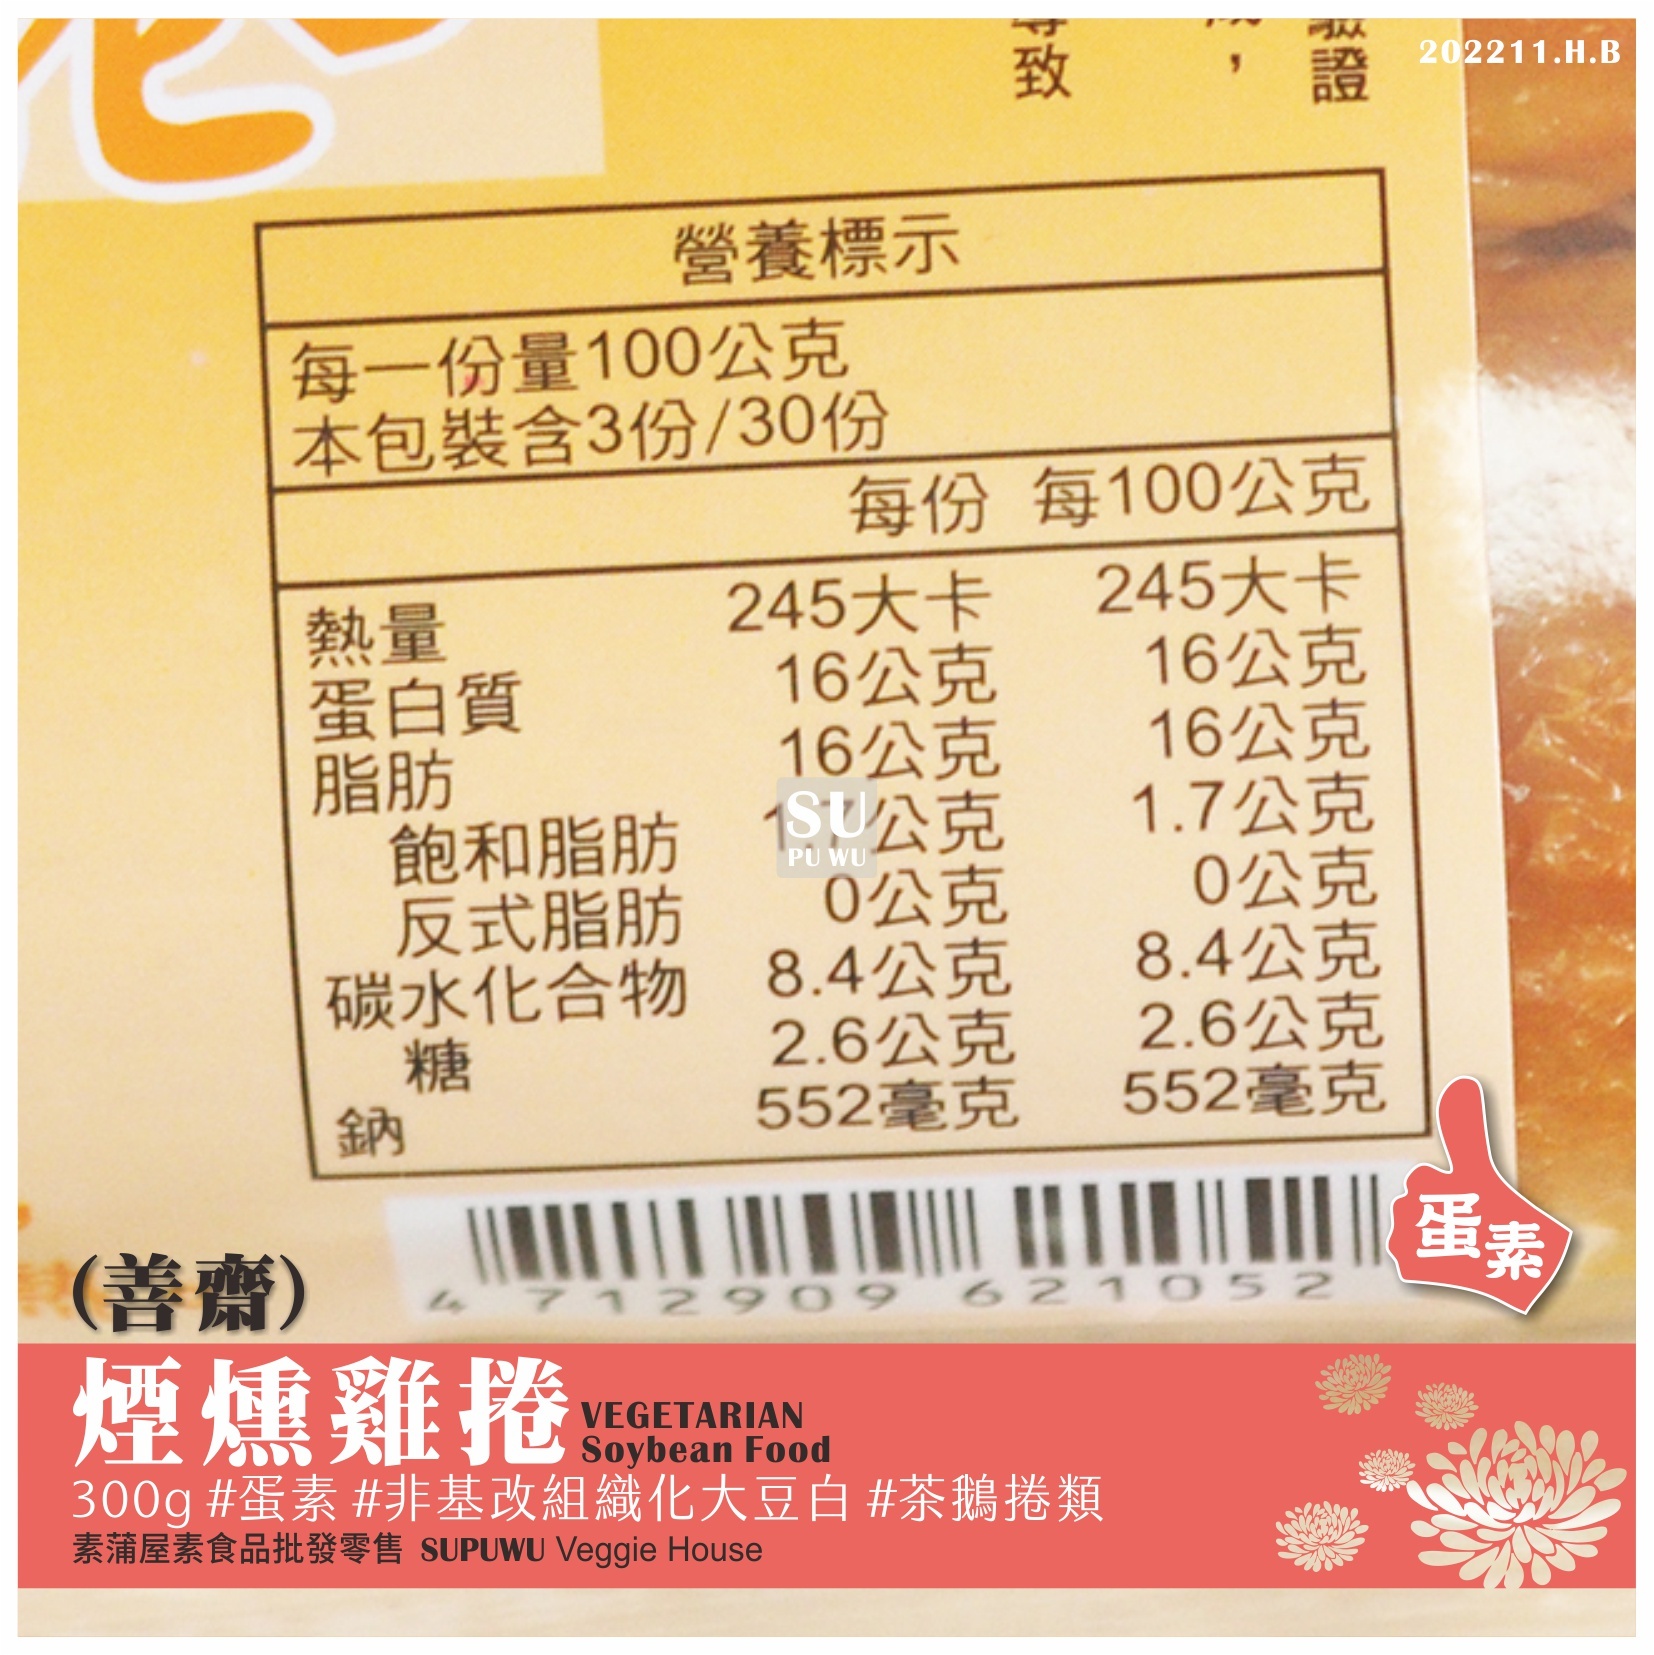 202211.H.B
導致
成，
驗證
營養標示
每一份量100公克
本包裝含3份/30份
每份 每100公克
熱量 245大卡 245大卡
蛋白質 16公克 16公克
脂肪 16公克 16公克
飽和脂肪 1.7公克 1.7公克
反式脂肪 0公克 0公克
碳水化合物 8.4公克 8.4公克
糖 2.6公克 2.6公克
鈉 552毫克 552毫克
SU
PU WU
4 712909 621052
蛋素
(善齋)
煙燻雞捲 VEGETARIAN
Soybean Food
300g #蛋素 #非基改組織化大豆白 #茶鵝捲類
素蒲屋素食品批發零售 SUPUWU Veggie House